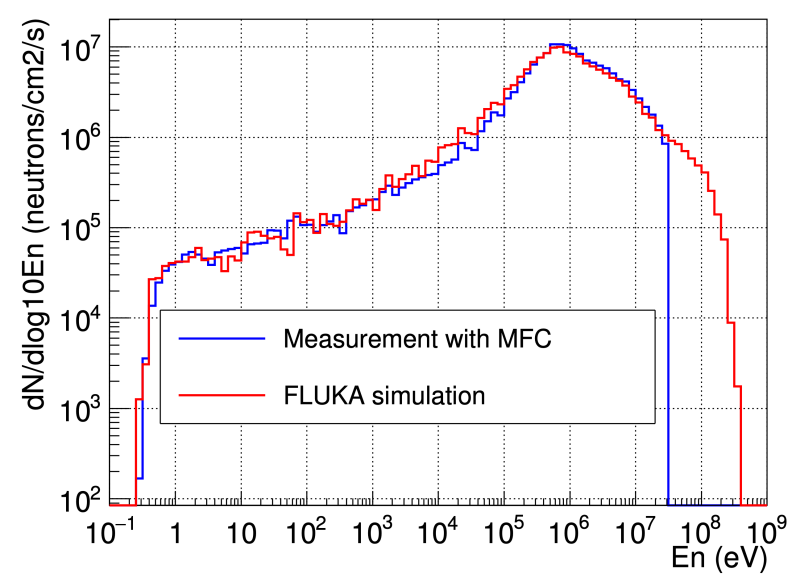 dN/dlog10En (neutrons/cm2/s)
10⁷
10⁶
10⁵
10⁴
10³
10²
Measurement with MFC
FLUKA simulation
10⁻¹ 1 10 10² 10³ 10⁴ 10⁵ 10⁶ 10⁷ 10⁸ 10⁹
En (eV)